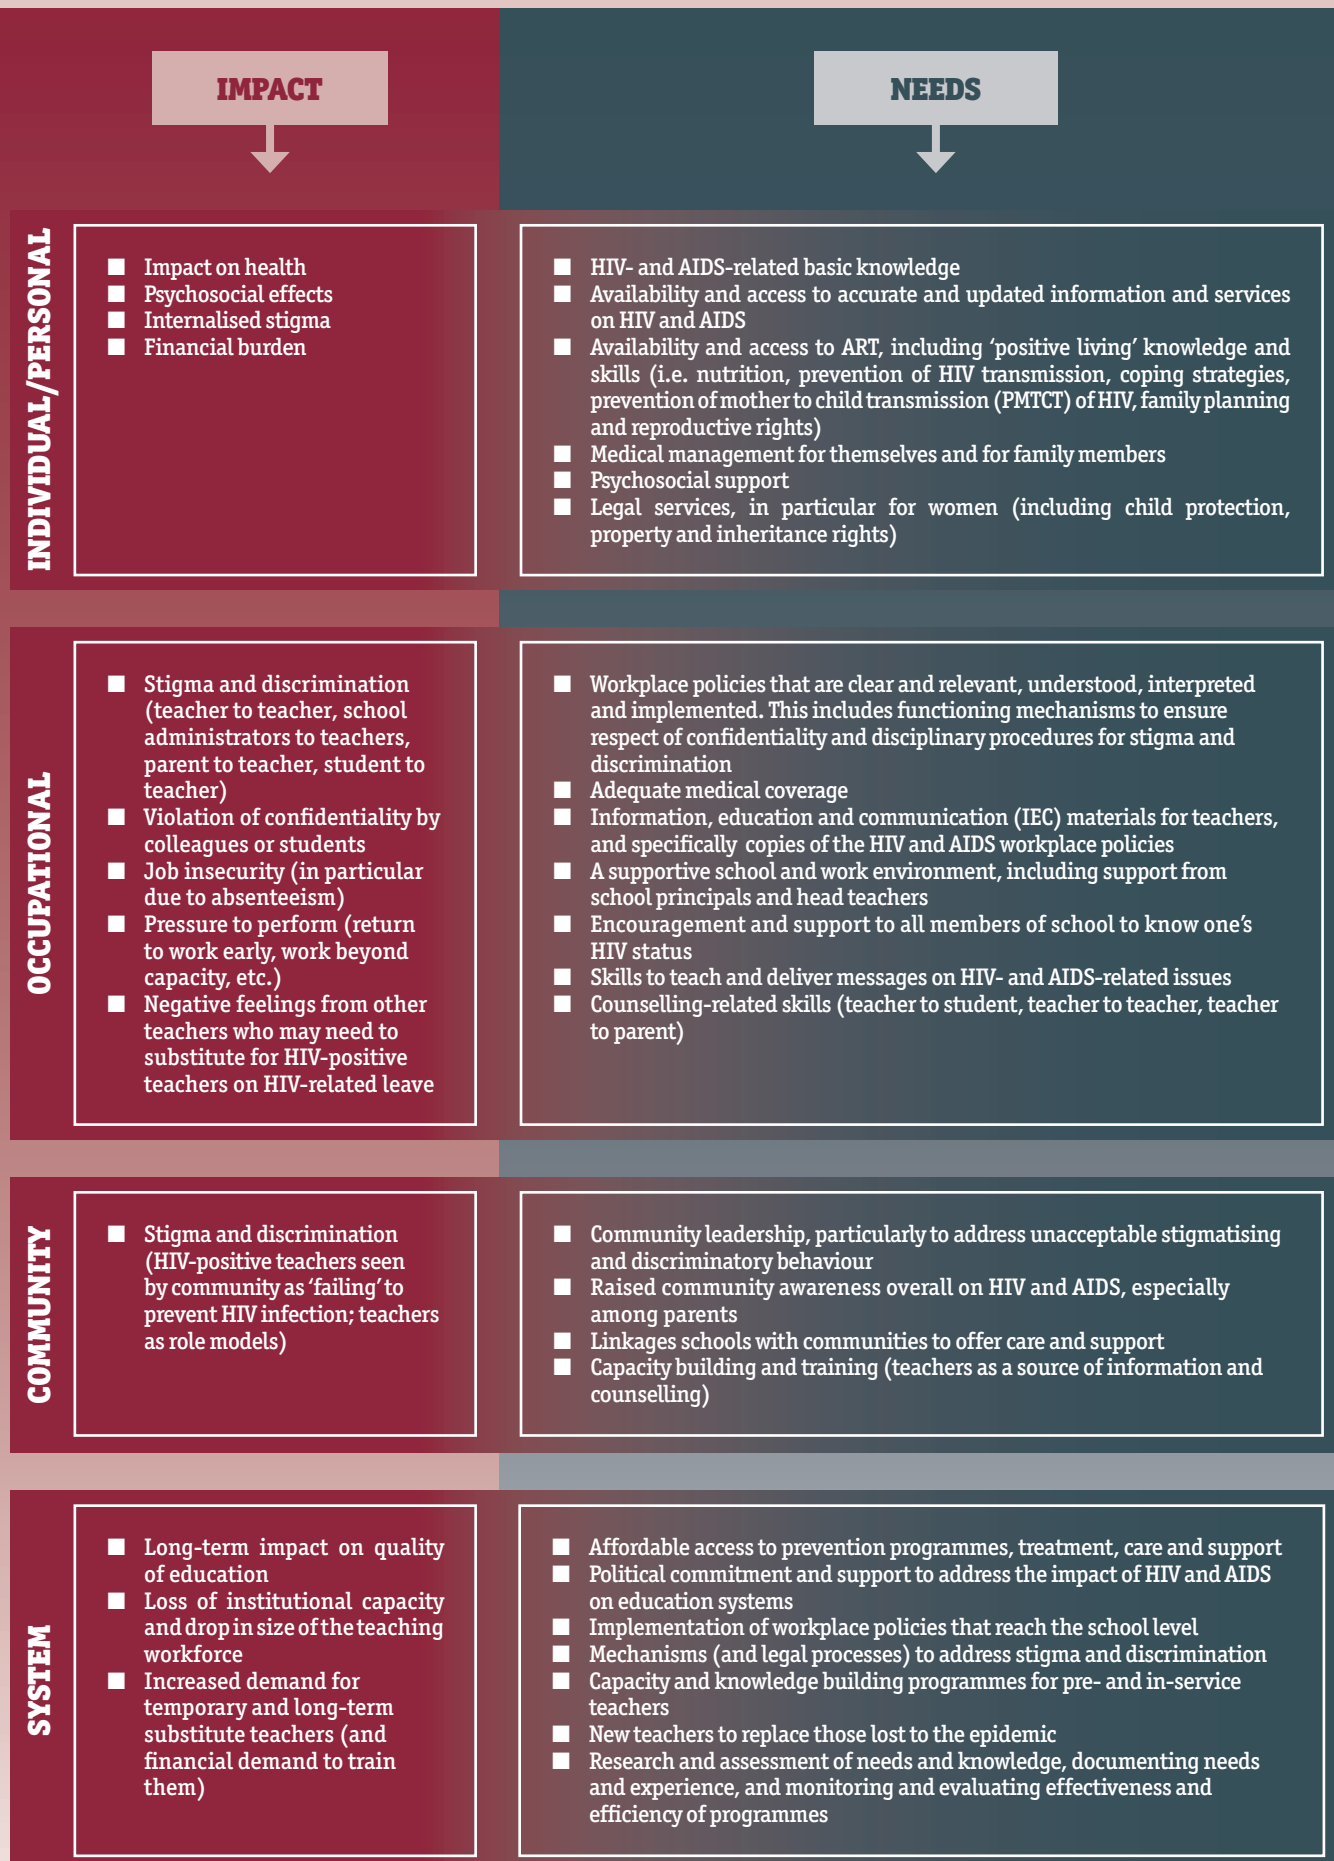 IMPACT
NEEDS
INDIVIDUAL/PERSONAL
■ Impact on health
■ Psychosocial effects
■ Internalised stigma
■ Financial burden
■ HIV- and AIDS-related basic knowledge
■ Availability and access to accurate and updated information and services
on HIV and AIDS
■ Availability and access to ART, including ‘positive living’ knowledge and
skills (i.e. nutrition, prevention of HIV transmission, coping strategies,
prevention of mother to child transmission (PMTCT) of HIV, family planning
and reproductive rights)
■ Medical management for themselves and for family members
■ Psychosocial support
■ Legal services, in particular for women (including child protection,
property and inheritance rights)
OCCUPATIONAL
■ Stigma and discrimination
(teacher to teacher, school
administrators to teachers,
parent to teacher, student to
teacher)
■ Violation of confidentiality by
colleagues or students
■ Job insecurity (in particular
due to absenteeism)
■ Pressure to perform (return
to work early, work beyond
capacity, etc.)
■ Negative feelings from other
teachers who may need to
substitute for HIV-positive
teachers on HIV-related leave
■ Workplace policies that are clear and relevant, understood, interpreted
and implemented. This includes functioning mechanisms to ensure
respect of confidentiality and disciplinary procedures for stigma and
discrimination
■ Adequate medical coverage
■ Information, education and communication (IEC) materials for teachers,
and specifically copies of the HIV and AIDS workplace policies
■ A supportive school and work environment, including support from
school principals and head teachers
■ Encouragement and support to all members of school to know one’s
HIV status
■ Skills to teach and deliver messages on HIV- and AIDS-related issues
■ Counselling-related skills (teacher to student, teacher to teacher, teacher
to parent)
COMMUNITY
■ Stigma and discrimination
(HIV-positive teachers seen
by community as ‘failing’ to
prevent HIV infection; teachers
as role models)
■ Community leadership, particularly to address unacceptable stigmatising
and discriminatory behaviour
■ Raised community awareness overall on HIV and AIDS, especially
among parents
■ Linkages schools with communities to offer care and support
■ Capacity building and training (teachers as a source of information and
counselling)
SYSTEM
■ Long-term impact on quality
of education
■ Loss of institutional capacity
and drop in size of the teaching
workforce
■ Increased demand for
temporary and long-term
substitute teachers (and
financial demand to train
them)
■ Affordable access to prevention programmes, treatment, care and support
■ Political commitment and support to address the impact of HIV and AIDS
on education systems
■ Implementation of workplace policies that reach the school level
■ Mechanisms (and legal processes) to address stigma and discrimination
■ Capacity and knowledge building programmes for pre- and in-service
teachers
■ New teachers to replace those lost to the epidemic
■ Research and assessment of needs and knowledge, documenting needs
and experience, and monitoring and evaluating effectiveness and
efficiency of programmes